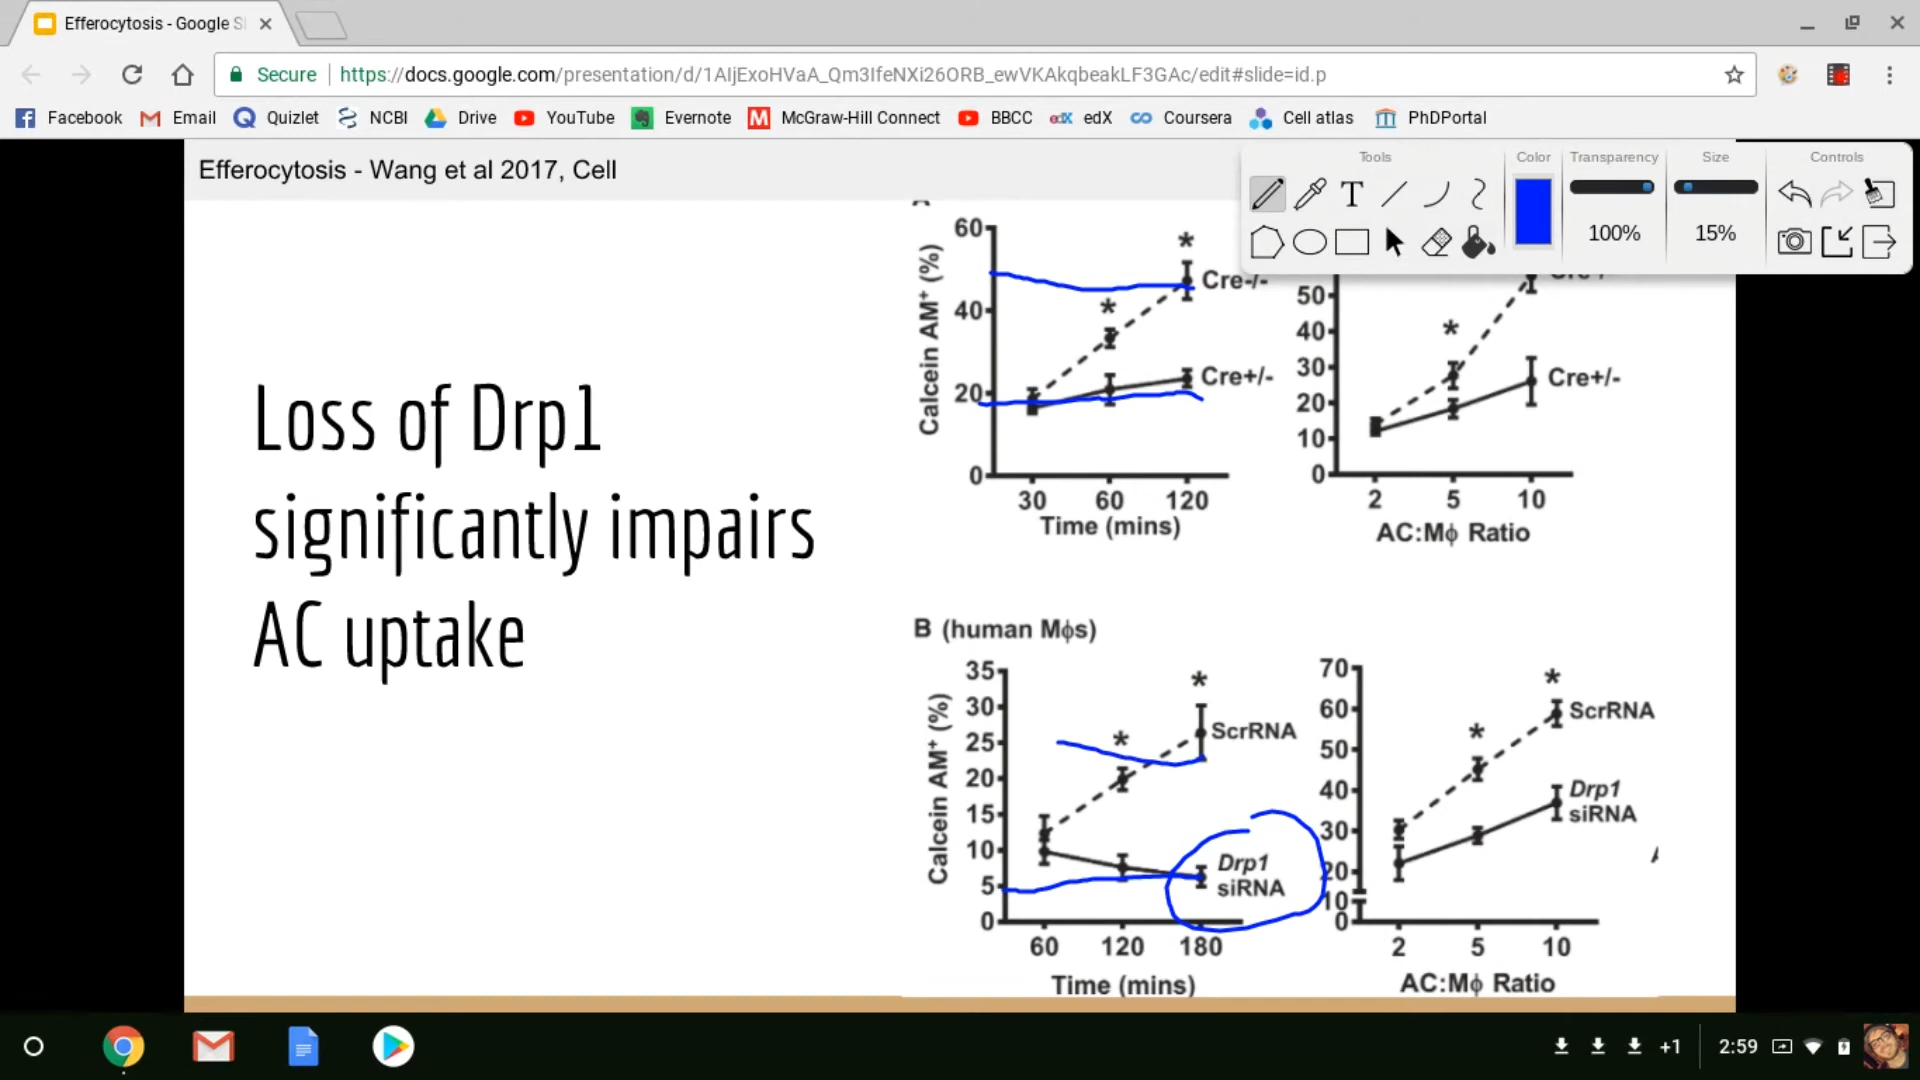 Efferocytosis - Google Sl
Secure https://docs.google.com/presentation/d/1AIjExoHVaA_Qm3IfeNXi26ORB_ewVKAkqbeakLF3GAc/edit#slide=id.p
Facebook Email Quizlet NCBI Drive YouTube Evernote McGraw-Hill Connect BBCC edX Coursera Cell atlas PhDPortal
Efferocytosis - Wang et al 2017, Cell
Tools Color Transparency Size Controls
100% 15%
Loss of Drp1
significantly impairs
AC uptake
Calcein AM+ (%)
60
40
20
0
* *
Cre-/-
Cre+/-
30 60 120
Time (mins)
50
40
30
20
10
0
*
Cre+/-
2 5 10
AC:Mϕ Ratio
B (human Mϕs)
Calcein AM+ (%)
35
30
25
20
15
10
5
0
* *
ScrRNA
Drp1
siRNA
60 120 180
Time (mins)
70
60
50
40
30
20
10
0
* *
ScrRNA
Drp1
siRNA
2 5 10
AC:Mϕ Ratio
+1 2:59